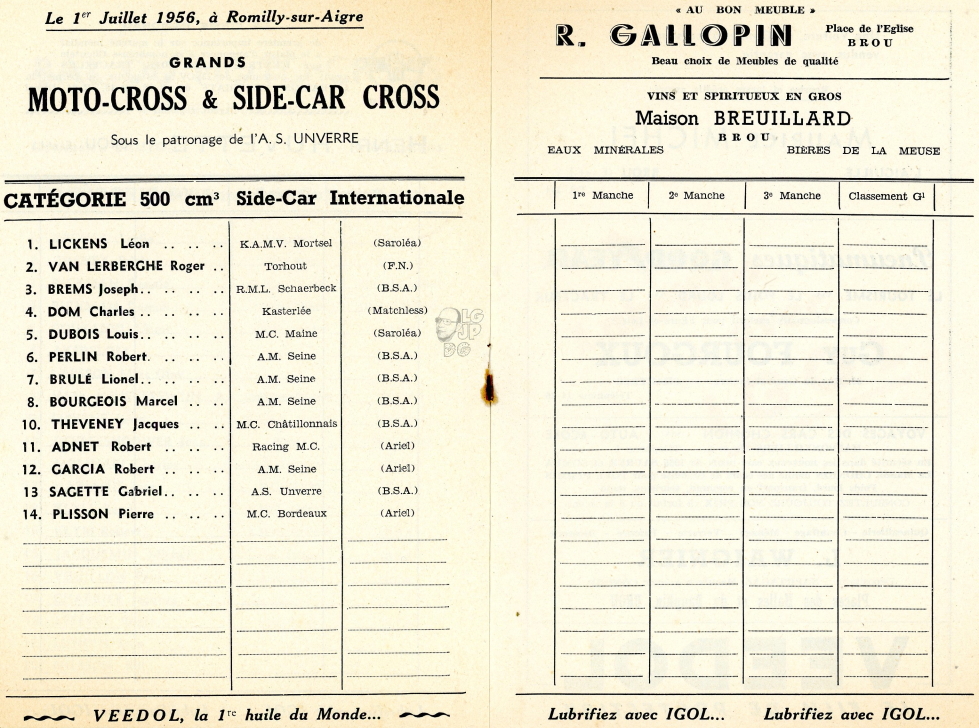 Le 1er Juillet 1956, à Romilly-sur-Aigre
GRANDS
MOTO-CROSS & SIDE-CAR CROSS
Sous le patronage de l'A. S. UNVERRE
CATÉGORIE 500 cm³ Side-Car Internationale
1. LICKENS Léon .. .. .. K.A.M.V. Mortsel (Saroléa)
2. VAN LERBERGHE Roger .. Torhout (F.N.)
3. BREMS Joseph.. .. .. R.M.L. Schaerbeck (B.S.A.)
4. DOM Charles .. .. .. Kasterlée (Matchless)
5. DUBOIS Louis.. .. .. M.C. Maine (Saroléa)
6. PERLIN Robert. .. .. A.M. Seine (B.S.A.)
7. BRULÉ Lionel.. .. .. A.M. Seine (B.S.A.)
8. BOURGEOIS Marcel .. .. A.M. Seine (B.S.A.)
10. THEVENEY Jacques .. .. M.C. Châtillonnais (B.S.A.)
11. ADNET Robert .. .. .. Racing M.C. (Ariel)
12. GARCIA Robert .. .. .. A.M. Seine (Ariel)
13 SAGETTE Gabriel.. .. .. A.S. Unverre (B.S.A.)
14. PLISSON Pierre .. .. .. M.C. Bordeaux (Ariel)
VEEDOL, la 1re huile du Monde...
LG
JP
DG
« AU BON MEUBLE »
R. GALLOPIN
Place de l'Eglise
BROU
Beau choix de Meubles de qualité
VINS ET SPIRITUEUX EN GROS
Maison BREUILLARD
BROU
EAUX MINÉRALES BIÈRES DE LA MEUSE
1re Manche 2e Manche 3e Manche Classement Gl
Lubrifiez avec IGOL... Lubrifiez avec IGOL...